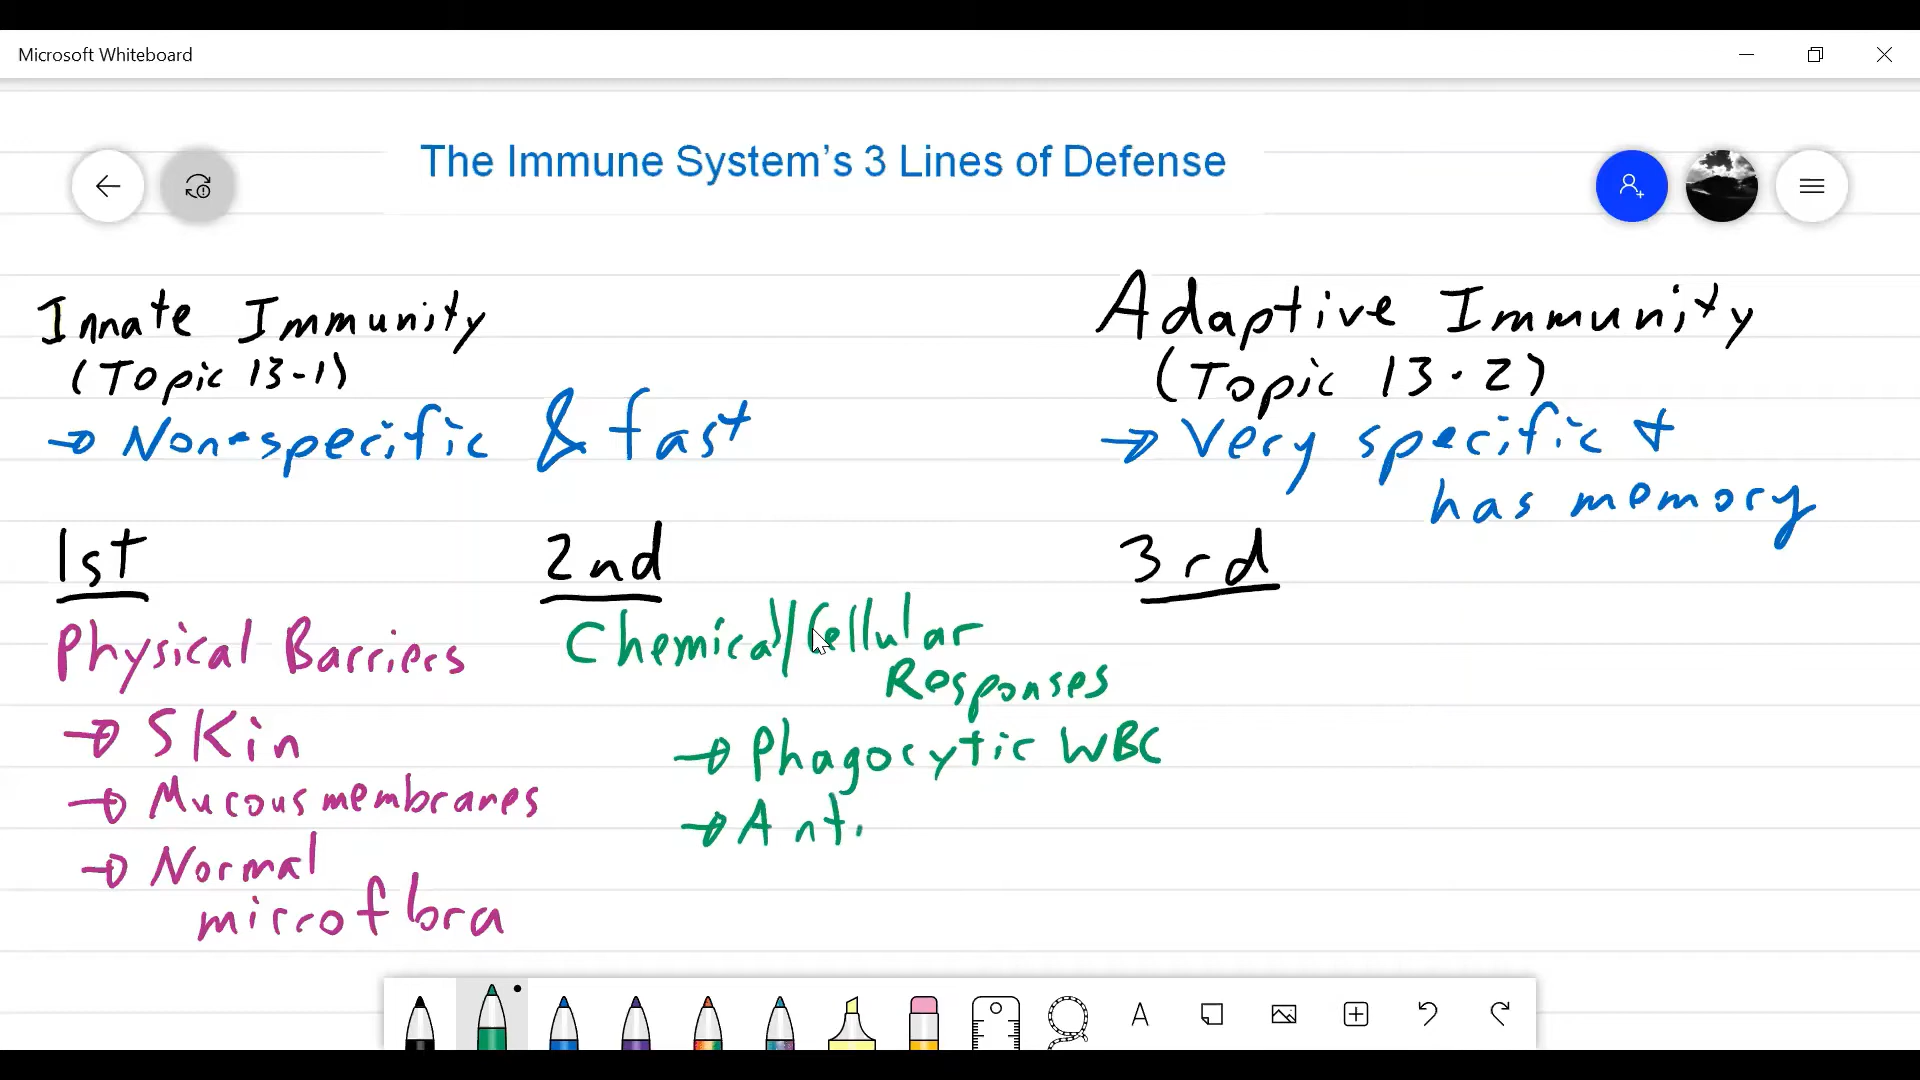 Microsoft Whiteboard
The Immune System's 3 Lines of Defense
Innate Immunity
(Topic 13-1)
→ Non-specific & fast
Adaptive Immunity
(Topic 13.2)
→ Very specific +
has memory
1st
Physical Barriers
→ Skin
→ Mucous membranes
→ Normal
microflora
2nd
Chemical/Cellular
Responses
→ Phagocytic WBC
→ Ant.
3rd
A